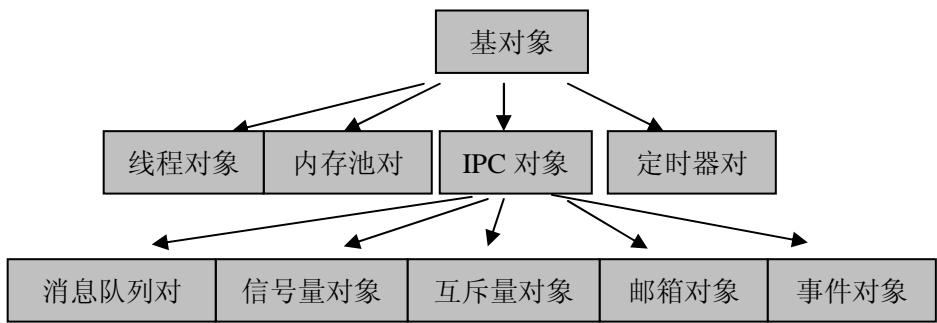 基对象
线程对象
内存池对
IPC 对象
定时器对
消息队列对
信号量对象
互斥量对象
邮箱对象
事件对象